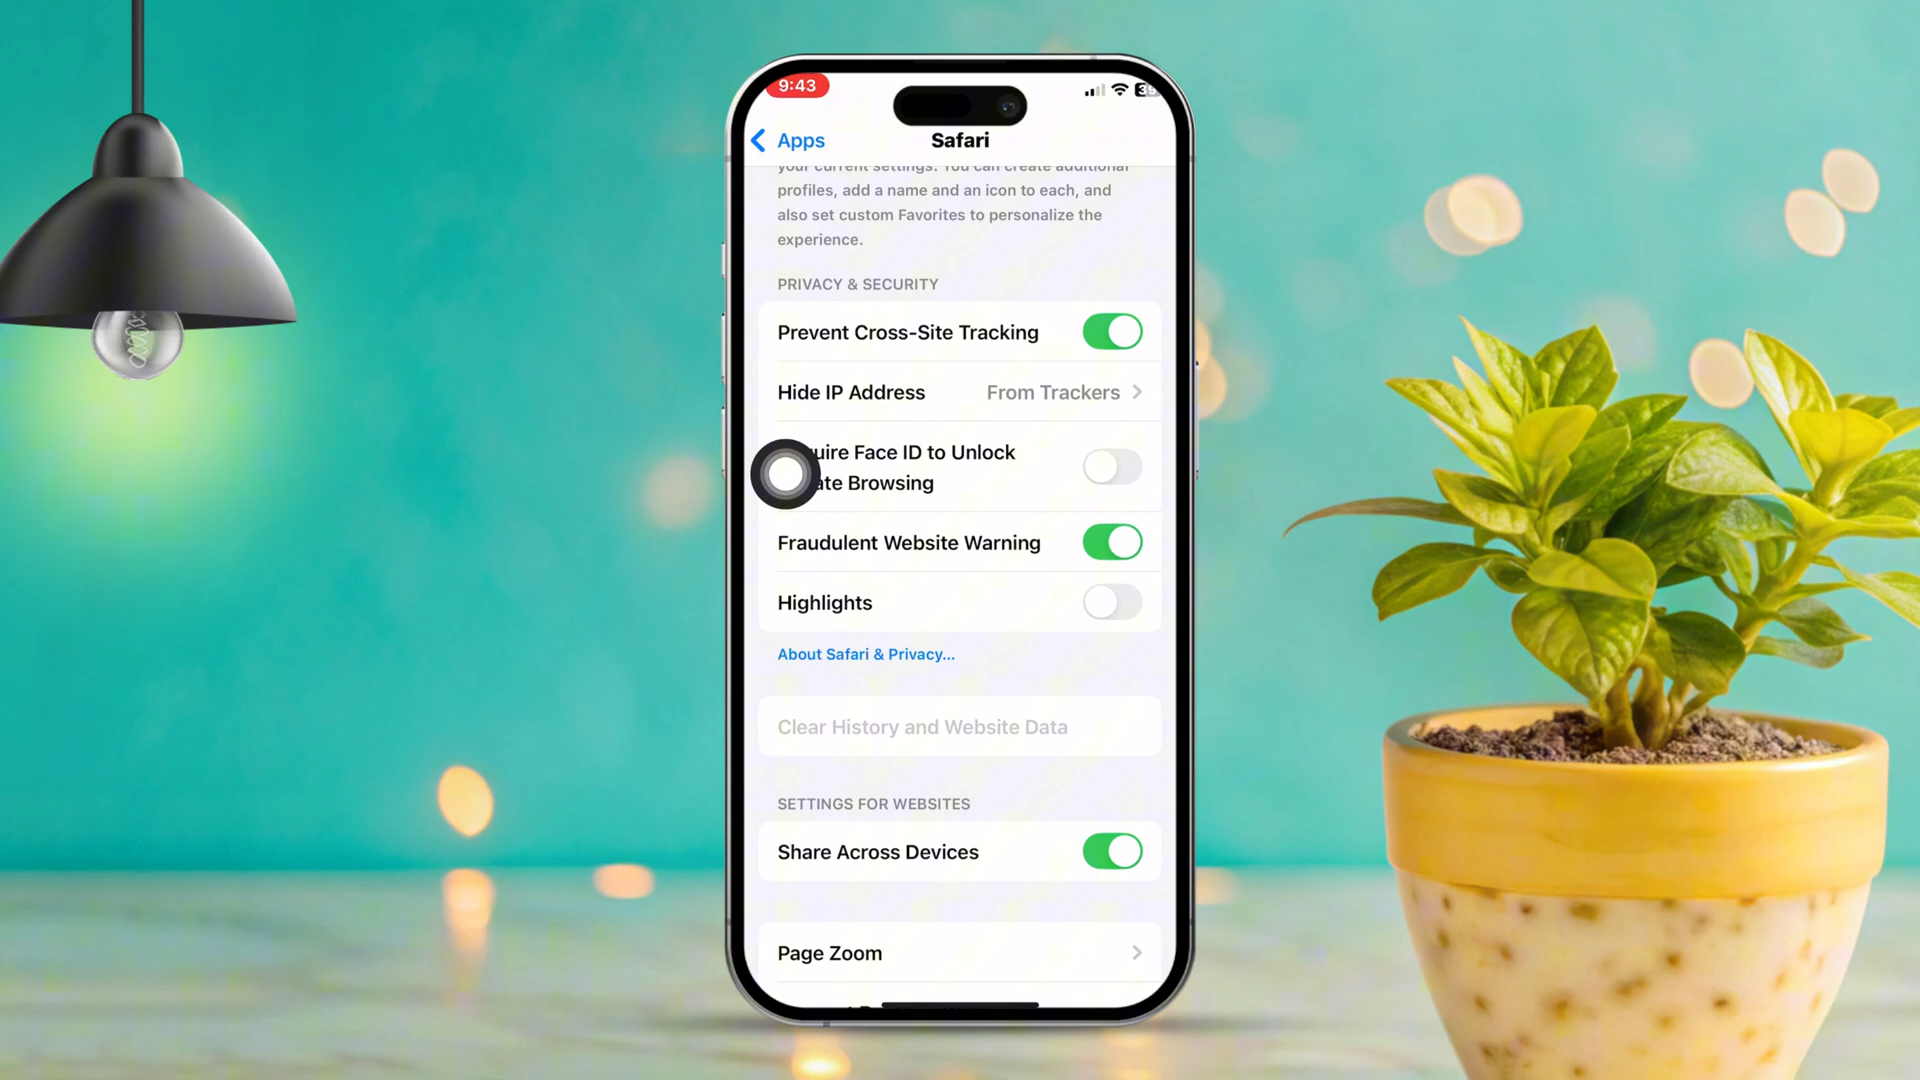 9:43
Apps
Safari
your current settings. You can create additional
profiles, add a name and an icon to each, and
also set custom Favorites to personalize the
experience.
PRIVACY & SECURITY
Prevent Cross-Site Tracking
Hide IP Address From Trackers
uire Face ID to Unlock
ate Browsing
Fraudulent Website Warning
Highlights
About Safari & Privacy...
Clear History and Website Data
SETTINGS FOR WEBSITES
Share Across Devices
Page Zoom